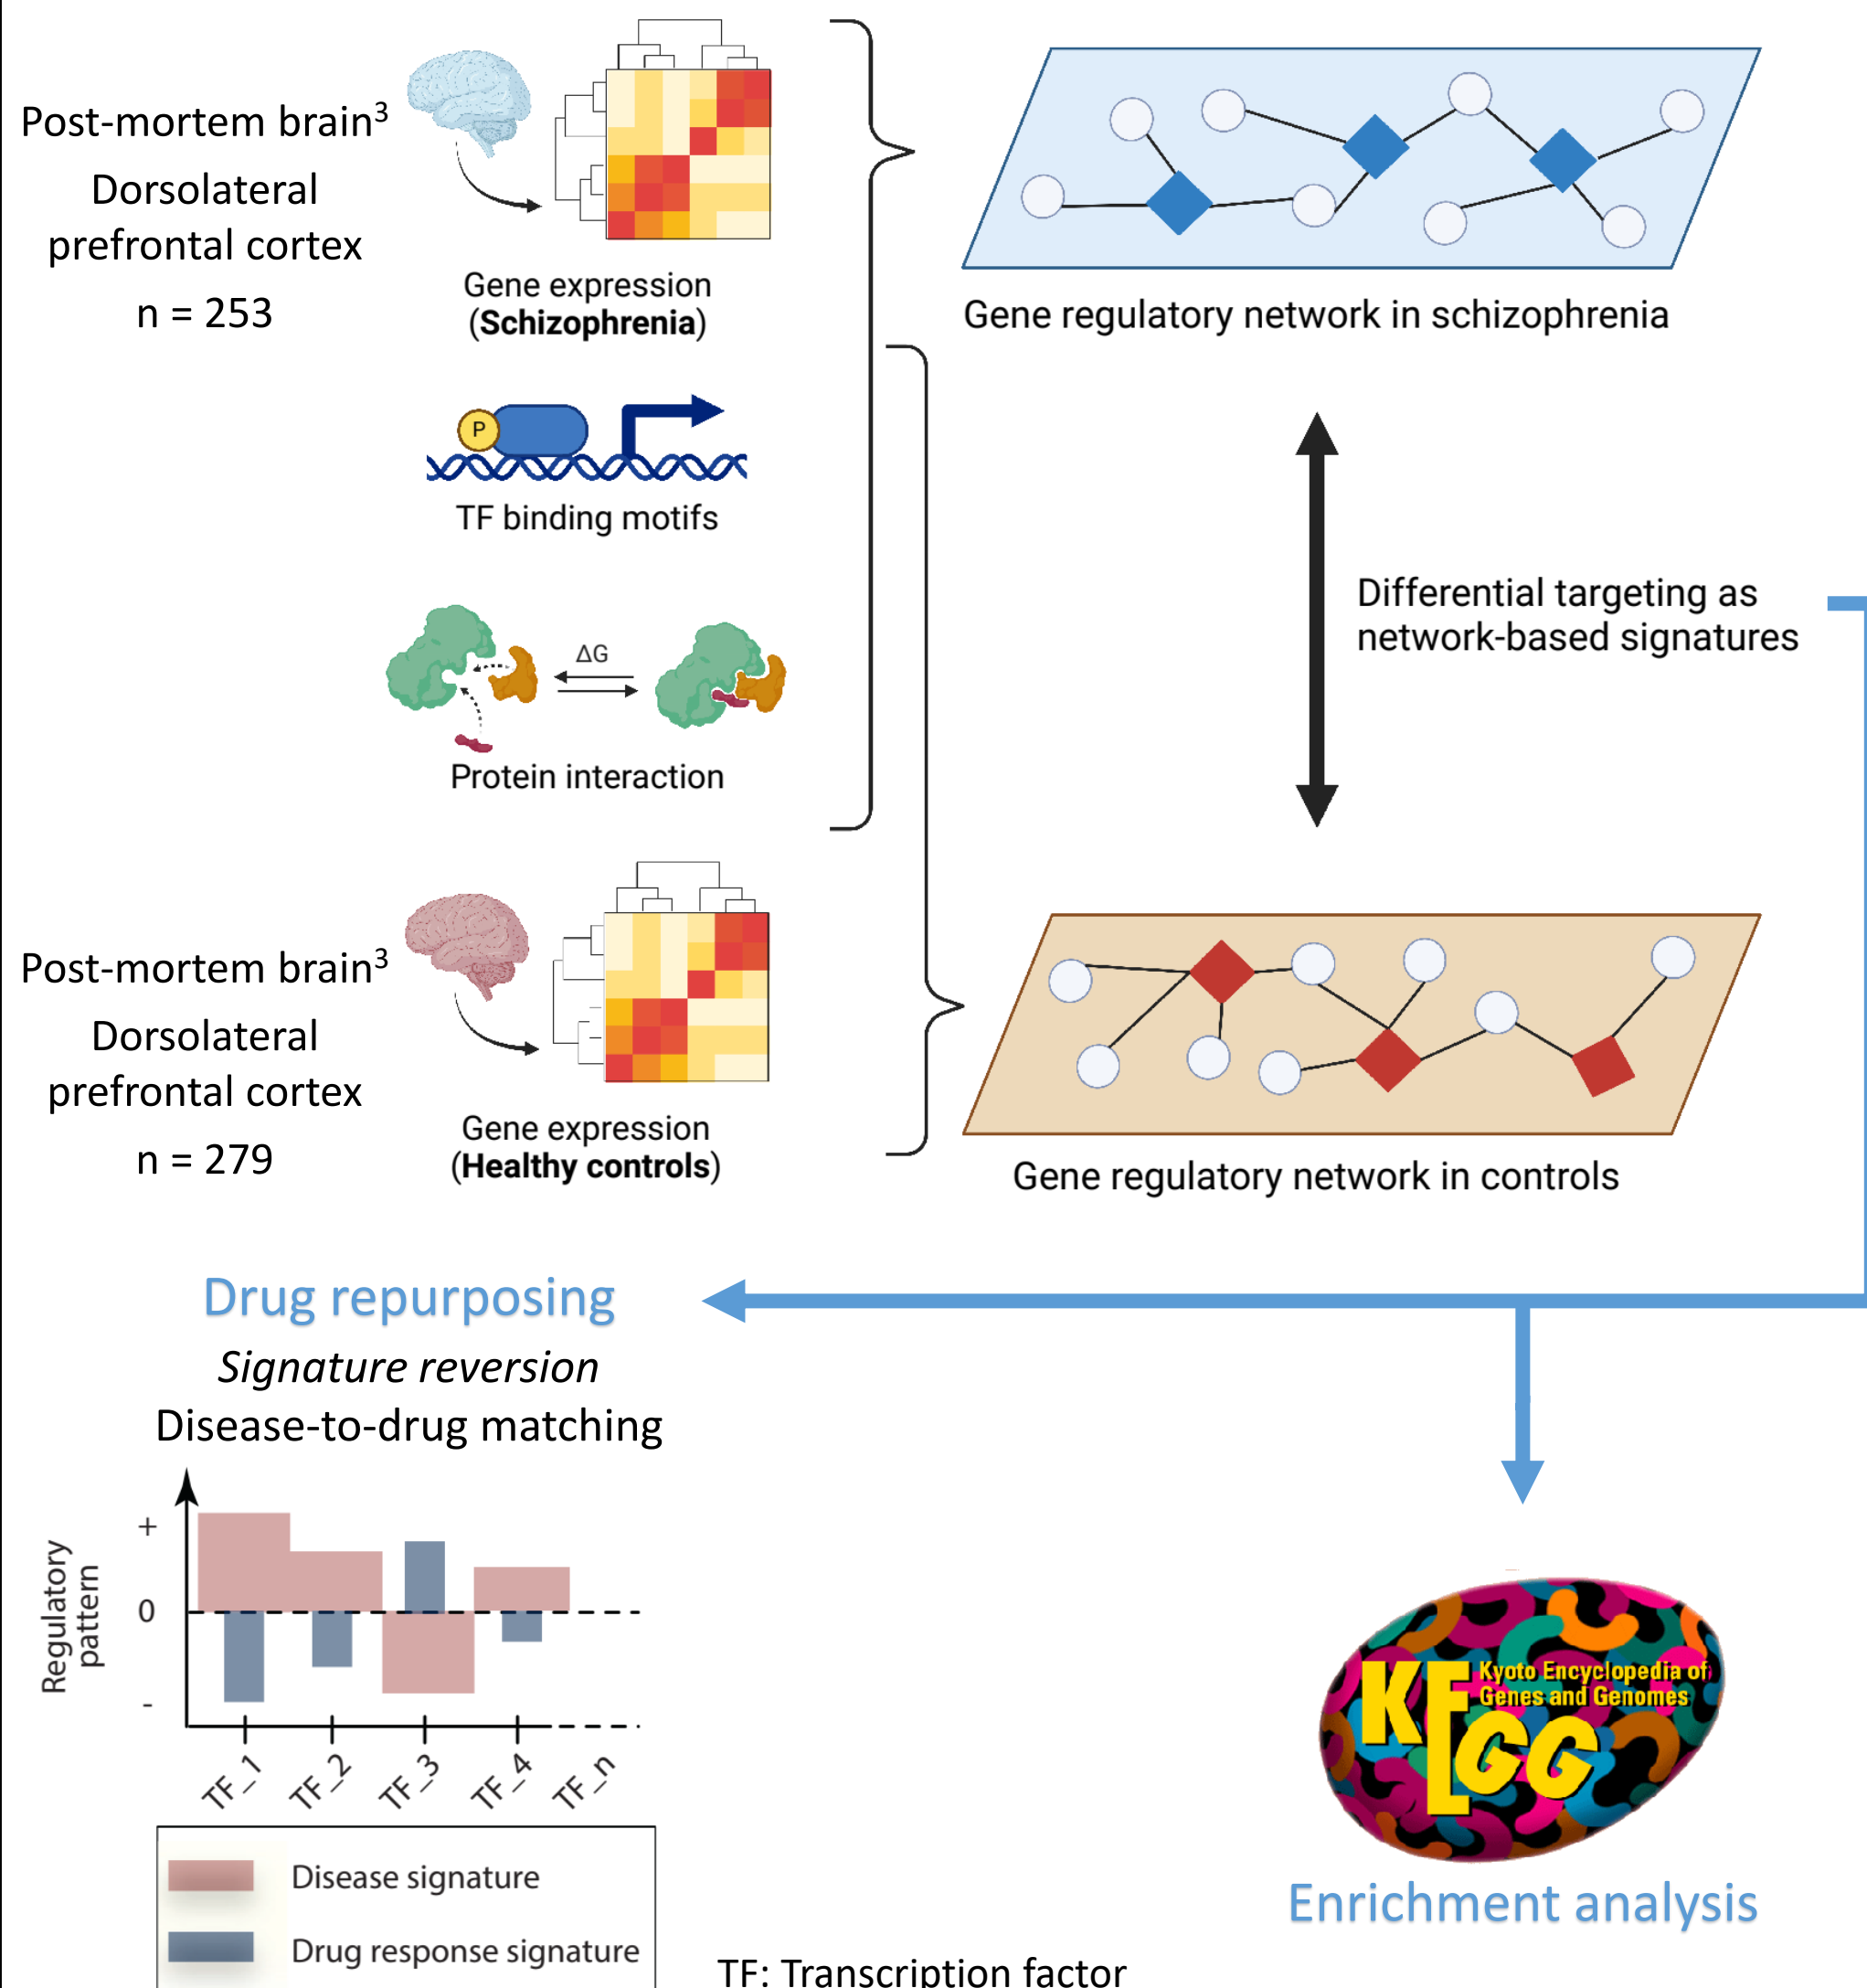 Post-mortem brain³
Dorsolateral
prefrontal cortex
n = 253
Gene expression
(Schizophrenia)
Gene regulatory network in schizophrenia
P
TF binding motifs
ΔG
Protein interaction
Differential targeting as
network-based signatures
Post-mortem brain³
Dorsolateral
prefrontal cortex
n = 279
Gene expression
(Healthy controls)
Gene regulatory network in controls
Drug repurposing
Signature reversion
Disease-to-drug matching
Regulatory
pattern
+
0
-
TF_1
TF_2
TF_3
TF_4
TF_n
Disease signature
Drug response signature
KEGG
Kyoto Encyclopedia of
Genes and Genomes
Enrichment analysis
TF: Transcription factor